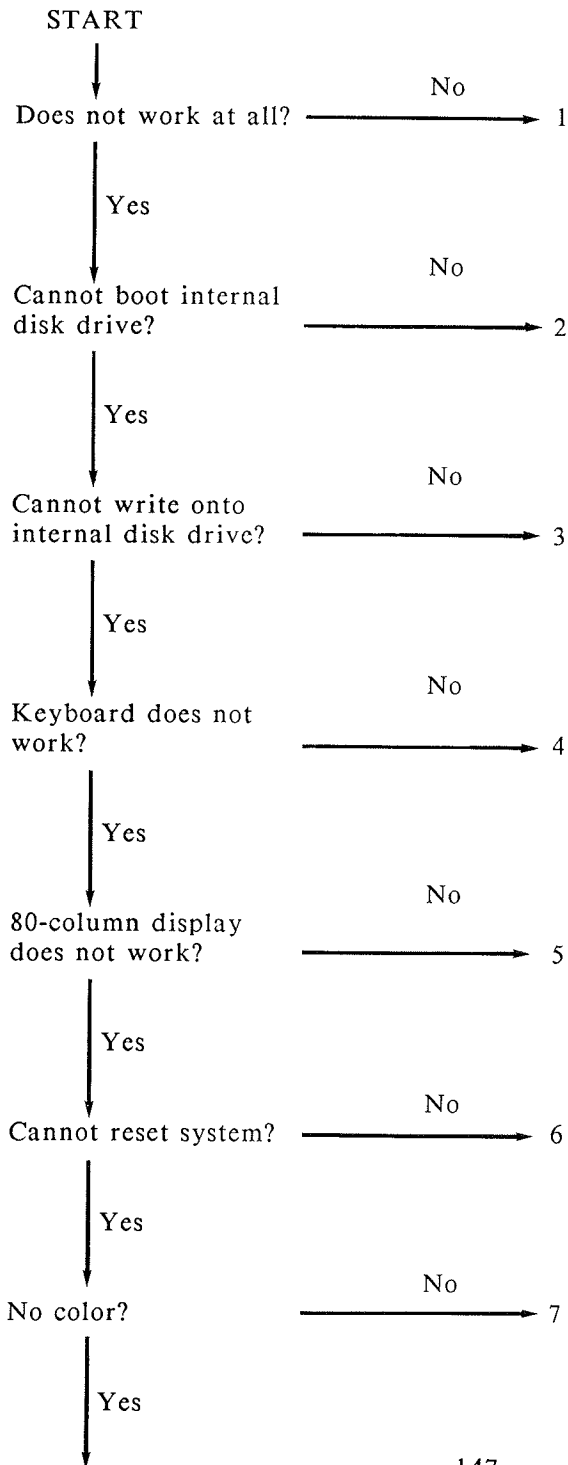 START
No
Does not work at all?
1
Yes
No
Cannot boot internal
disk drive?
2
Yes
No
Cannot write onto
internal disk drive?
3
Yes
No
Keyboard does not
work?
4
Yes
No
80-column display
does not work?
5
Yes
No
Cannot reset system?
6
Yes
No
No color?
7
Yes
147